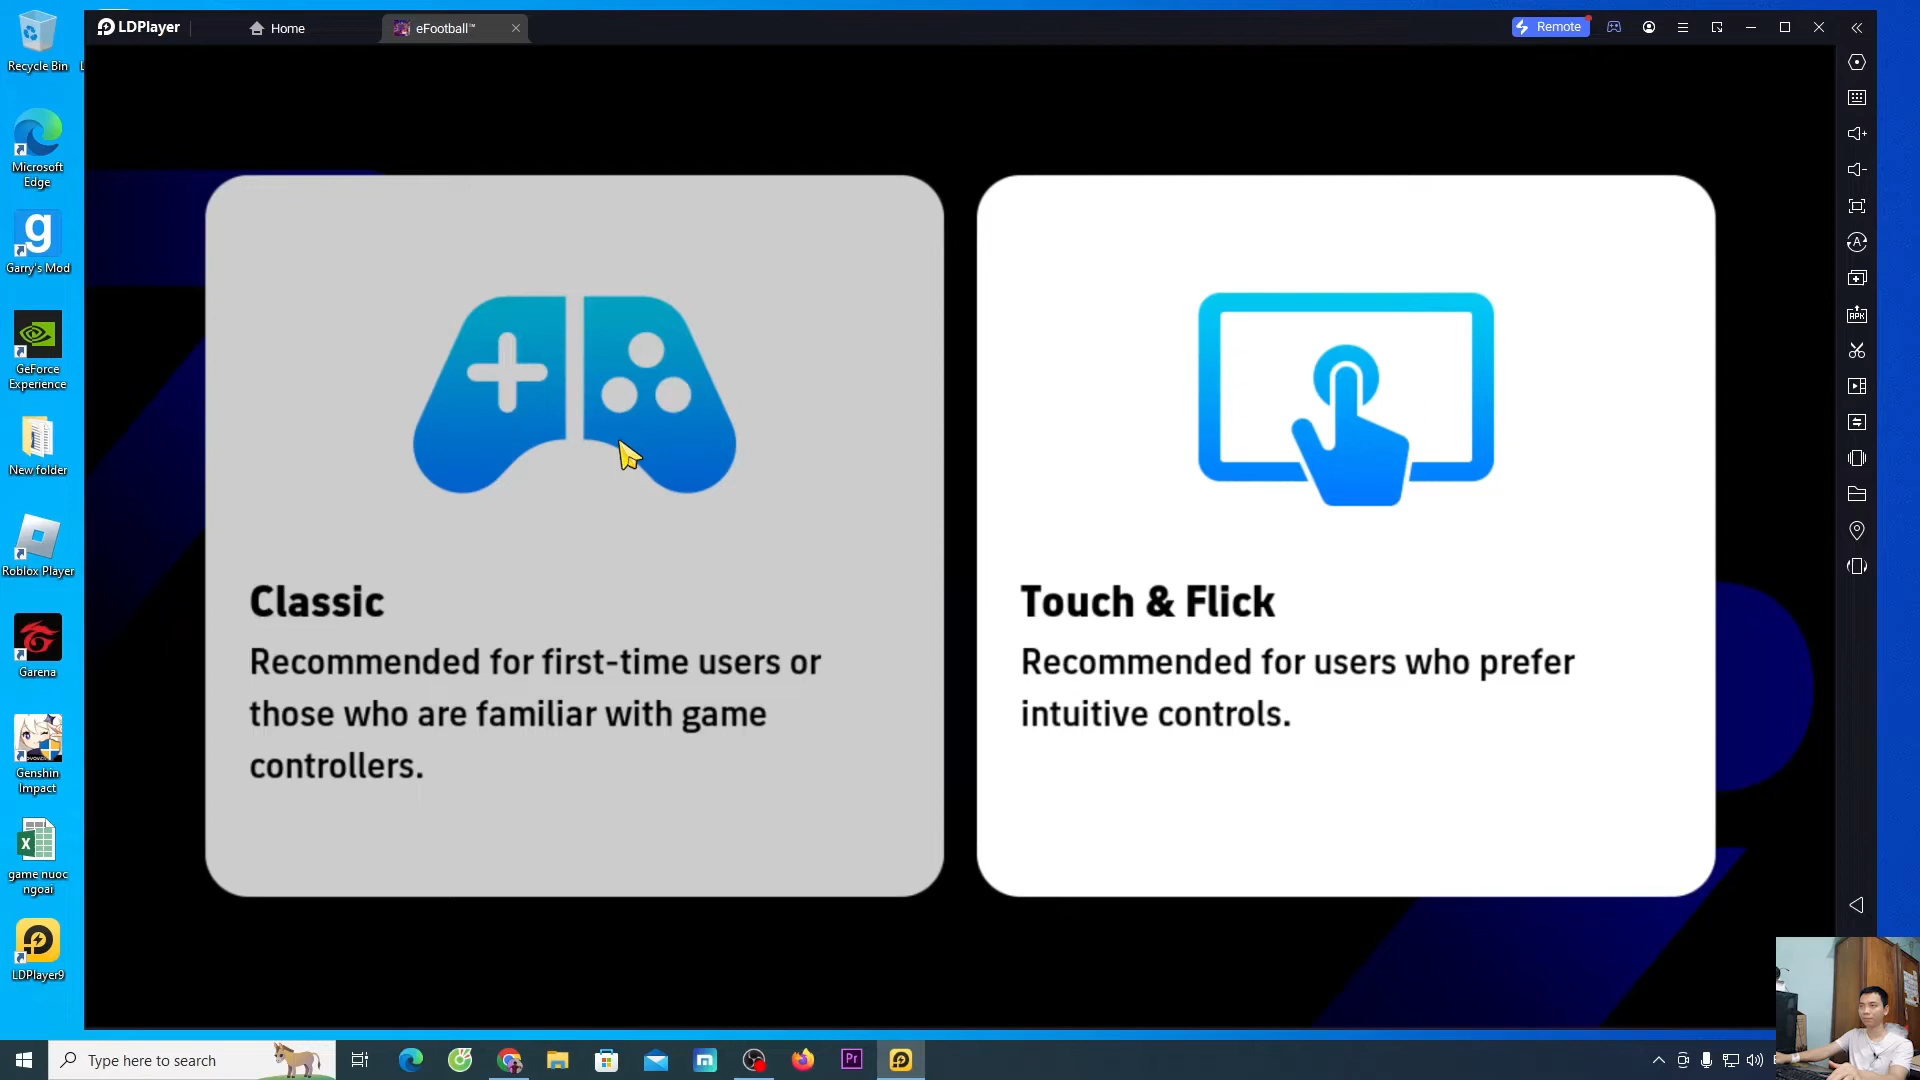 LDPlayer
Home
eFootball™
Remote
Recycle Bin
L
Microsoft
Edge
g
Garry's Mod
GeForce
Experience
New folder
Roblox Player
Garena
Genshin
Impact
game nuoc
ngoai
LDPlayer9
Classic
Recommended for first-time users or
those who are familiar with game
controllers.
Touch & Flick
Recommended for users who prefer
intuitive controls.
A
APK
X
Type here to search
m
Pr